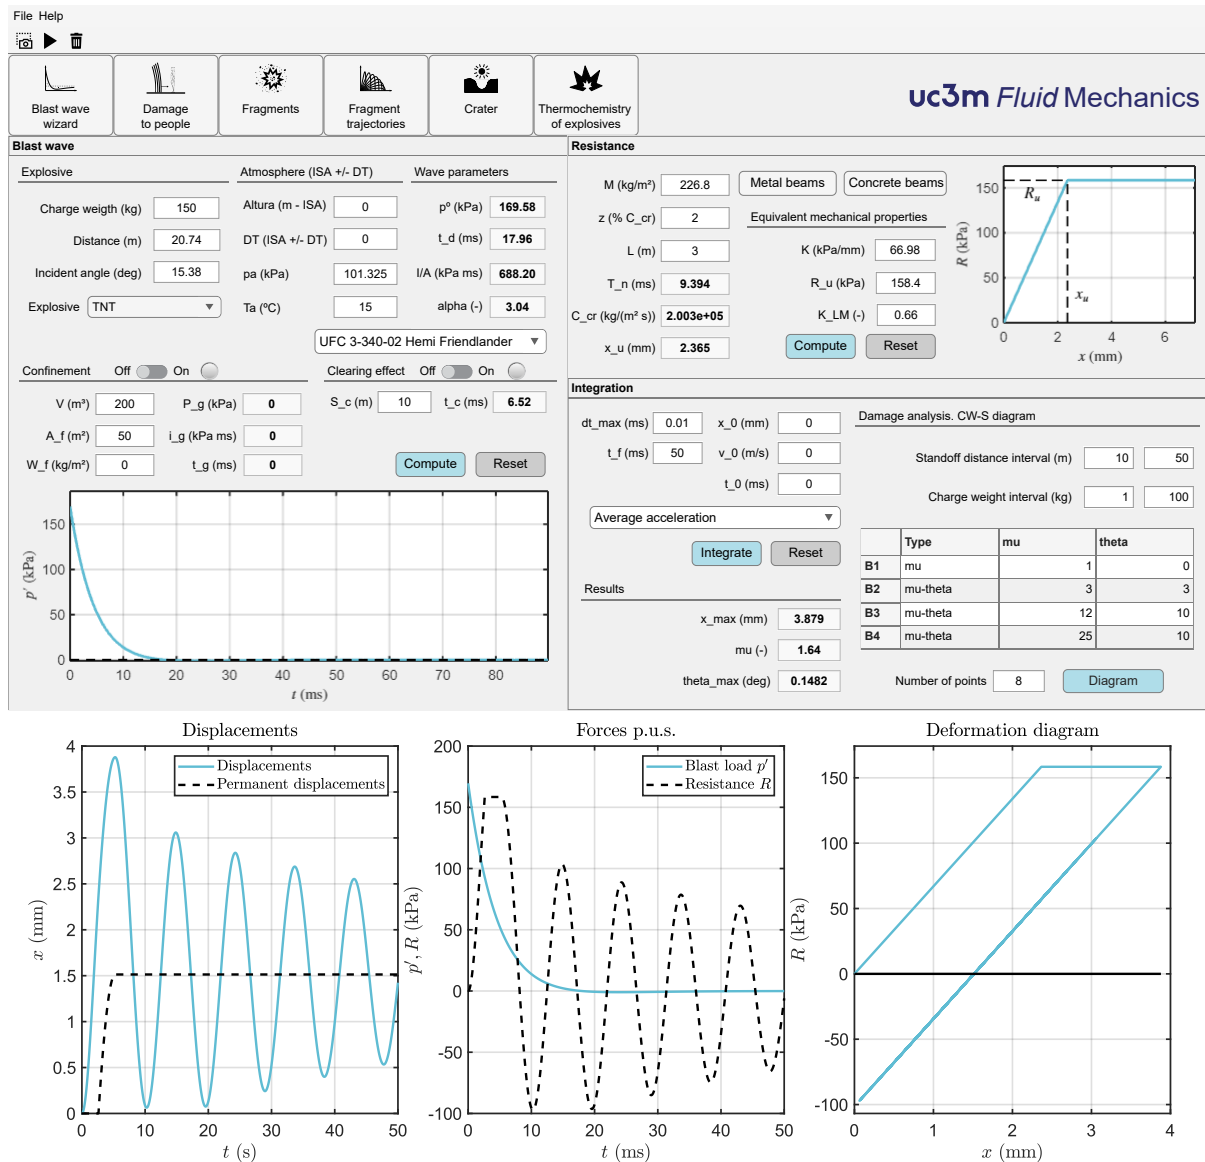 File Help
Blast wave wizard
Damage to people
Fragments
Fragment trajectories
Crater
Thermochemistry of explosives
uc3m Fluid Mechanics
Blast wave
Explosive
Charge weigth (kg) 150
Distance (m) 20.74
Incident angle (deg) 15.38
Explosive TNT
Atmosphere (ISA +/- DT)
Altura (m - ISA) 0
DT (ISA +/- DT) 0
pa (kPa) 101.325
Ta (ºC) 15
Wave parameters
pº (kPa) 169.58
t_d (ms) 17.96
I/A (kPa ms) 688.20
alpha (-) 3.04
UFC 3-340-02 Hemi Friendlander
Confinement Off On
V (m³) 200 P_g (kPa) 0
A_f (m²) 50 i_g (kPa ms) 0
W_f (kg/m²) 0 t_g (ms) 0
Clearing effect Off On
S_c (m) 10 t_c (ms) 6.52
Compute Reset
150
100
50
0
0 10 20 30 40 50 60 70 80
p' (kPa)
t (ms)
Resistance
M (kg/m²) 226.8
z (% C_cr) 2
L (m) 3
T_n (ms) 9.394
C_cr (kg/(m² s)) 2.003e+05
x_u (mm) 2.365
Metal beams Concrete beams
Equivalent mechanical properties
K (kPa/mm) 66.98
R_u (kPa) 158.4
K_LM (-) 0.66
Compute Reset
R_u
x_u
150
100
50
0
0 2 4 6
R (kPa)
x (mm)
Integration
dt_max (ms) 0.01 x_0 (mm) 0
t_f (ms) 50 v_0 (m/s) 0
t_0 (ms) 0
Average acceleration
Integrate Reset
Results
x_max (mm) 3.879
mu (-) 1.64
theta_max (deg) 0.1482
Damage analysis. CW-S diagram
Standoff distance interval (m) 10 50
Charge weight interval (kg) 1 100
Type mu theta
B1 mu 1 0
B2 mu-theta 3 3
B3 mu-theta 12 10
B4 mu-theta 25 10
Number of points 8 Diagram
Displacements
Displacements
Permanent displacements
4
3.5
3
2.5
2
1.5
1
0.5
0
0 10 20 30 40 50
x (mm)
t (s)
Forces p.u.s.
Blast load p'
Resistance R
200
150
100
50
0
-50
-100
0 10 20 30 40 50
p', R (kPa)
t (ms)
Deformation diagram
150
100
50
0
-50
-100
0 1 2 3 4
R (kPa)
x (mm)